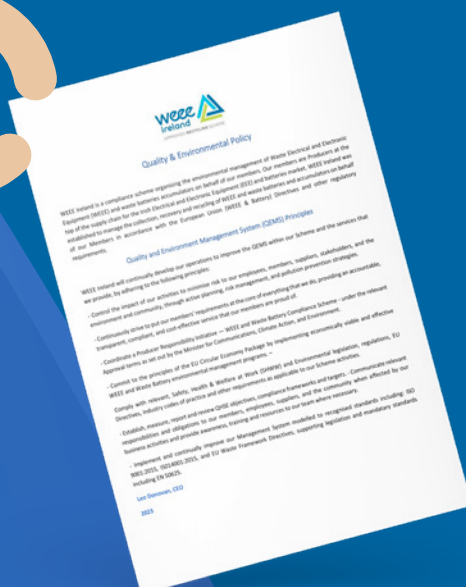 weee
ireland
APPROVED RECYCLING SCHEME
Quality & Environmental Policy
WEEE Ireland is a compliance scheme organising the environmental management of Waste Electrical and Electronic
Equipment (WEEE) and waste batteries accumulators on behalf of our members. Our members are Producers at the
top of the supply chain for the Irish Electrical and Electronic Equipment (EEE) and batteries market. WEEE Ireland was
established to manage the collection, recovery and recycling of WEEE and waste batteries and accumulators on behalf
of our Members in accordance with the European Union (WEEE & Battery) Directives and other regulatory
requirements.
Quality and Environment Management System (QEMS) Principles
WEEE Ireland will continually develop our operations to improve the QEMS within our Scheme and the services that
we provide, by adhering to the following principles:
- Control the impact of our activities to minimise risk to our employees, members, suppliers, stakeholders, and the
environment and community, through active planning, risk management, and pollution prevention strategies.
- Continuously strive to put our members' requirements at the core of everything that we do, providing an accountable,
transparent, compliant, and cost-effective service that our members are proud of.
- Coordinate a Producer Responsibility Initiative – WEEE and Waste Battery Compliance Scheme - under the relevant
Approval terms as set out by the Minister for Communications, Climate Action, and Environment.
- Commit to the principles of the EU Circular Economy Package by implementing economically viable and effective
WEEE and Waste Battery environmental management programs. –
Comply with relevant, Safety, Health & Welfare at Work (SHWW) and Environmental legislation, regulations, EU
Directives, industry codes of practice and other requirements as applicable to our Scheme activities.
- Establish, measure, report and review QHSE objectives, compliance frameworks and targets - Communicate relevant
responsibilities and obligations to our members, employees, suppliers, and the community when affected by our
business activities and provide awareness, training and resources to our team where necessary.
- Implement and continually improve our Management System modelled to recognised standards including: ISO
9001:2015, ISO14001:2015, and EU Waste Framework Directives, supporting legislation and mandatory standards
including EN 50625.
Leo Donovan, CEO
2023